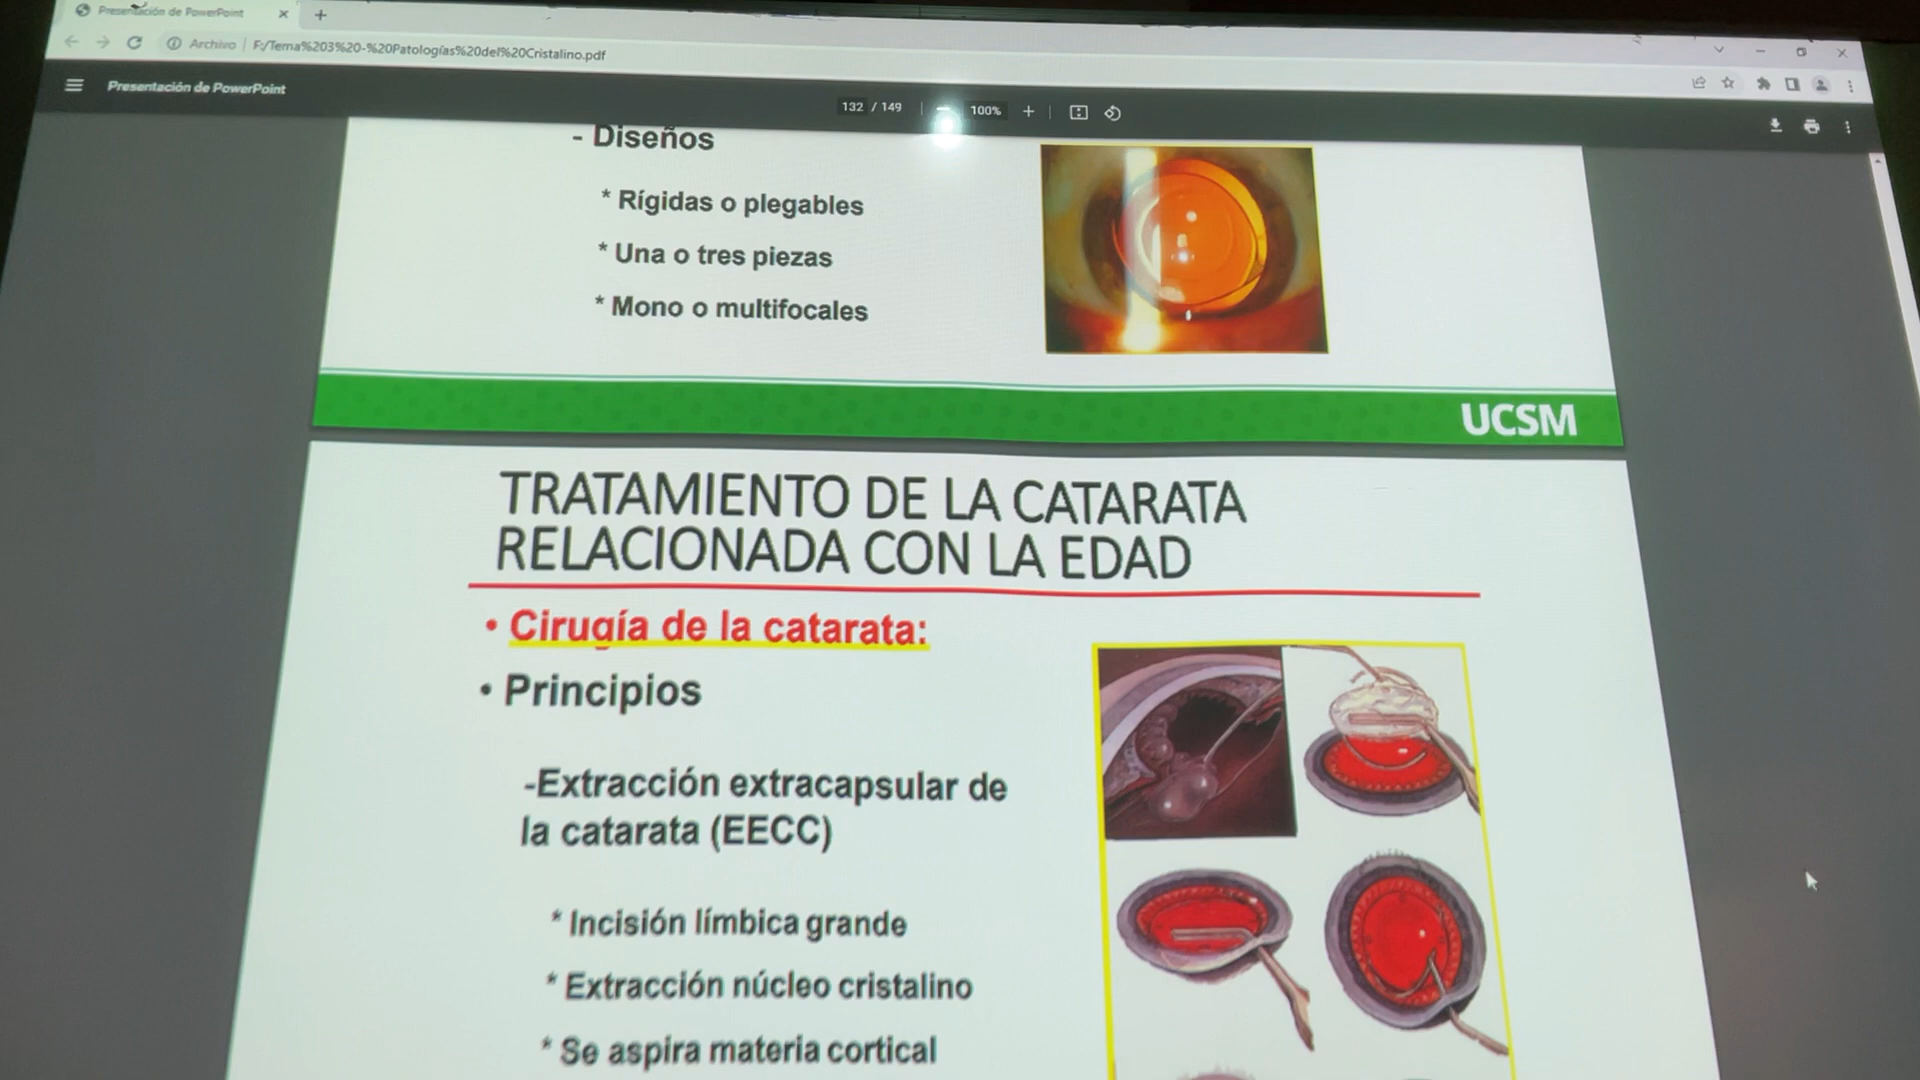 Presentación de PowerPoint
Archivo
F:/Tema%203%20-%20Patologías%20del%20Cristalino.pdf
Presentación de PowerPoint
132 / 149
100%
- Diseños
* Rígidas o plegables
* Una o tres piezas
* Mono o multifocales
UCSM
TRATAMIENTO DE LA CATARATA
RELACIONADA CON LA EDAD
• Cirugía de la catarata:
• Principios
-Extracción extracapsular de
la catarata (EECC)
* Incisión límbica grande
* Extracción núcleo cristalino
* Se aspira materia cortical